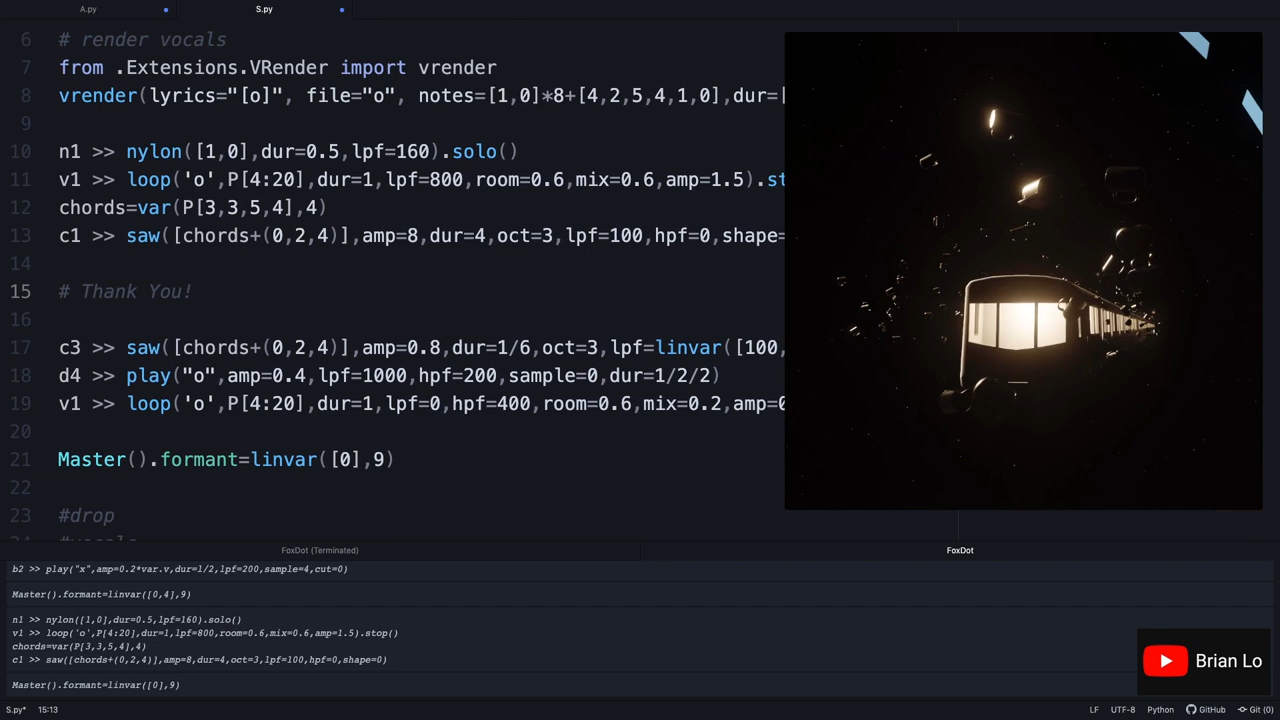 A.py
S.py
6 # render vocals
7 from .Extensions.VRender import vrender
8 vrender(lyrics="[o]", file="o", notes=[1,0]*8+[4,2,5,4,1,0],dur=[
9
10 n1 >> nylon([1,0],dur=0.5,lpf=160).solo()
11 v1 >> loop('o',P[4:20],dur=1,lpf=800,room=0.6,mix=0.6,amp=1.5).st
12 chords=var(P[3,3,5,4],4)
13 c1 >> saw([chords+(0,2,4)],amp=8,dur=4,oct=3,lpf=100,hpf=0,shape=
14
15 # Thank You!
16
17 c3 >> saw([chords+(0,2,4)],amp=0.8,dur=1/6,oct=3,lpf=linvar([100,
18 d4 >> play("o",amp=0.4,lpf=1000,hpf=200,sample=0,dur=1/2/2)
19 v1 >> loop('o',P[4:20],dur=1,lpf=0,hpf=400,room=0.6,mix=0.2,amp=0
20
21 Master().formant=linvar([0],9)
22
23 #drop
FoxDot (Terminated)
FoxDot
b2 >> play("x",amp=0.2*var.v,dur=1/2,lpf=200,sample=4,cut=0)
Master().formant=linvar([0,4],9)
n1 >> nylon([1,0],dur=0.5,lpf=160).solo()
v1 >> loop('o',P[4:20],dur=1,lpf=800,room=0.6,mix=0.6,amp=1.5).stop()
chords=var(P[3,3,5,4],4)
c1 >> saw([chords+(0,2,4)],amp=8,dur=4,oct=3,lpf=100,hpf=0,shape=0)
Master().formant=linvar([0],9)
Brian Lo
S.py* 15:13
LF UTF-8 Python GitHub Git (0)